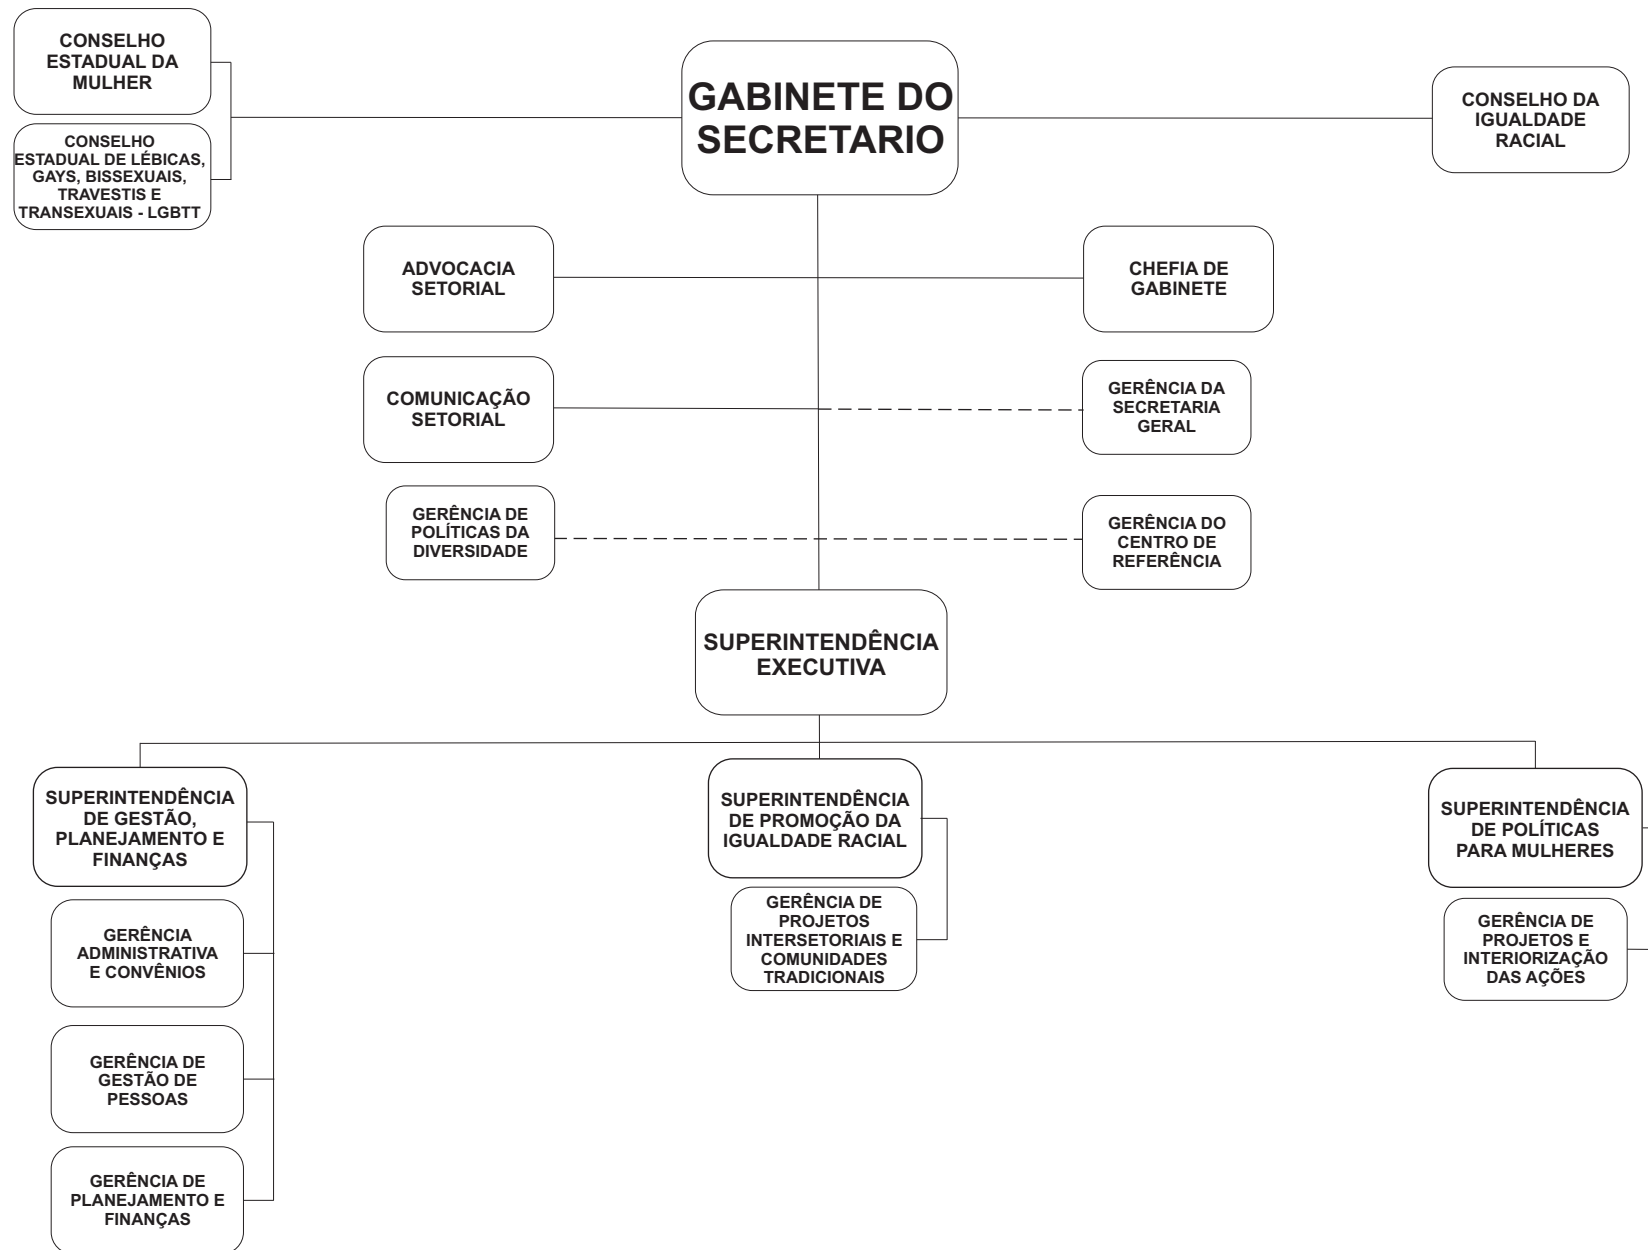 CONSELHO
ESTADUAL DA
MULHER
CONSELHO
ESTADUAL DE LÉBICAS,
GAYS, BISSEXUAIS,
TRAVESTIS E
TRANSEXUAIS - LGBTT
GABINETE DO
SECRETARIO
CONSELHO DA
IGUALDADE
RACIAL
ADVOCACIA
SETORIAL
CHEFIA DE
GABINETE
COMUNICAÇÃO
SETORIAL
GERÊNCIA DA
SECRETARIA
GERAL
GERÊNCIA DE
POLÍTICAS DA
DIVERSIDADE
GERÊNCIA DO
CENTRO DE
REFERÊNCIA
SUPERINTENDÊNCIA
EXECUTIVA
SUPERINTENDÊNCIA
DE GESTÃO,
PLANEJAMENTO E
FINANÇAS
GERÊNCIA
ADMINISTRATIVA
E CONVÊNIOS
GERÊNCIA DE
GESTÃO DE
PESSOAS
GERÊNCIA DE
PLANEJAMENTO E
FINANÇAS
SUPERINTENDÊNCIA
DE PROMOÇÃO DA
IGUALDADE RACIAL
GERÊNCIA DE
PROJETOS
INTERSETORIAIS E
COMUNIDADES
TRADICIONAIS
SUPERINTENDÊNCIA
DE POLÍTICAS
PARA MULHERES
GERÊNCIA DE
PROJETOS E
INTERIORIZAÇÃO
DAS AÇÕES